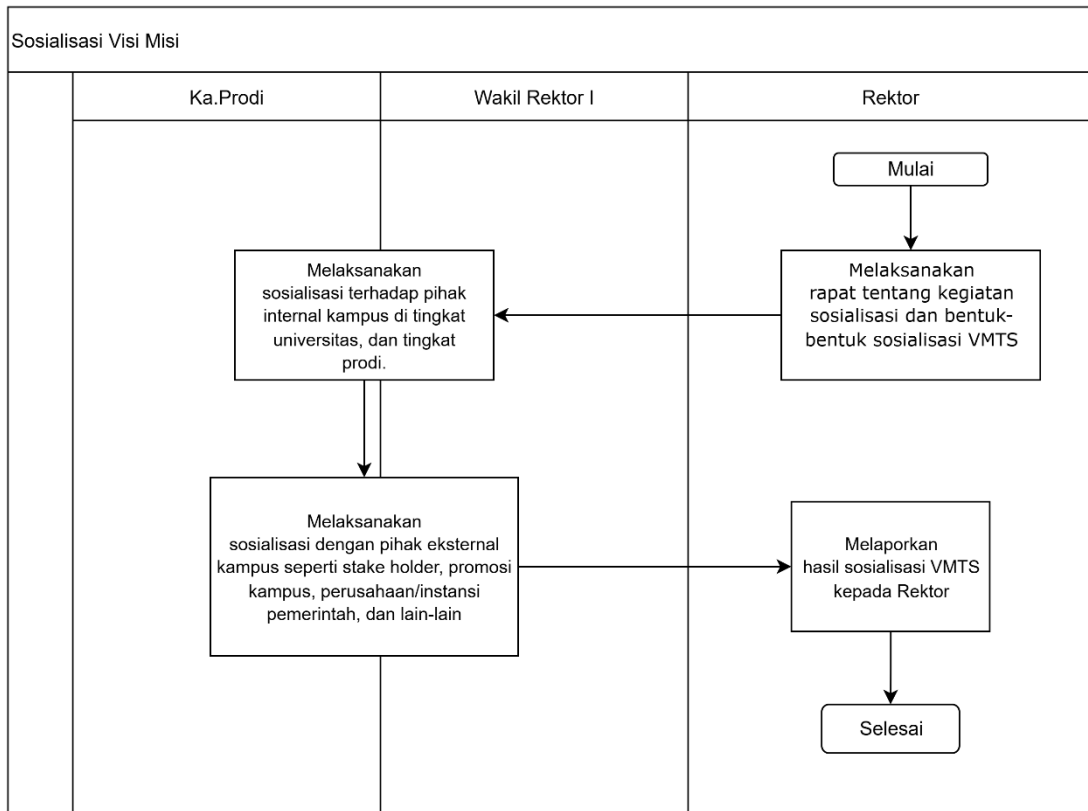 Sosialisasi Visi Misi
Ka.Prodi
Wakil Rektor I
Rektor
Mulai
Melaksanakan
rapat tentang kegiatan
sosialisasi dan bentuk-
bentuk sosialisasi VMTS
Melaksanakan
sosialisasi terhadap pihak
internal kampus di tingkat
universitas, dan tingkat
prodi.
Melaksanakan
sosialisasi dengan pihak eksternal
kampus seperti stake holder, promosi
kampus, perusahaan/instansi
pemerintah, dan lain-lain
Melaporkan
hasil sosialisasi VMTS
kepada Rektor
Selesai